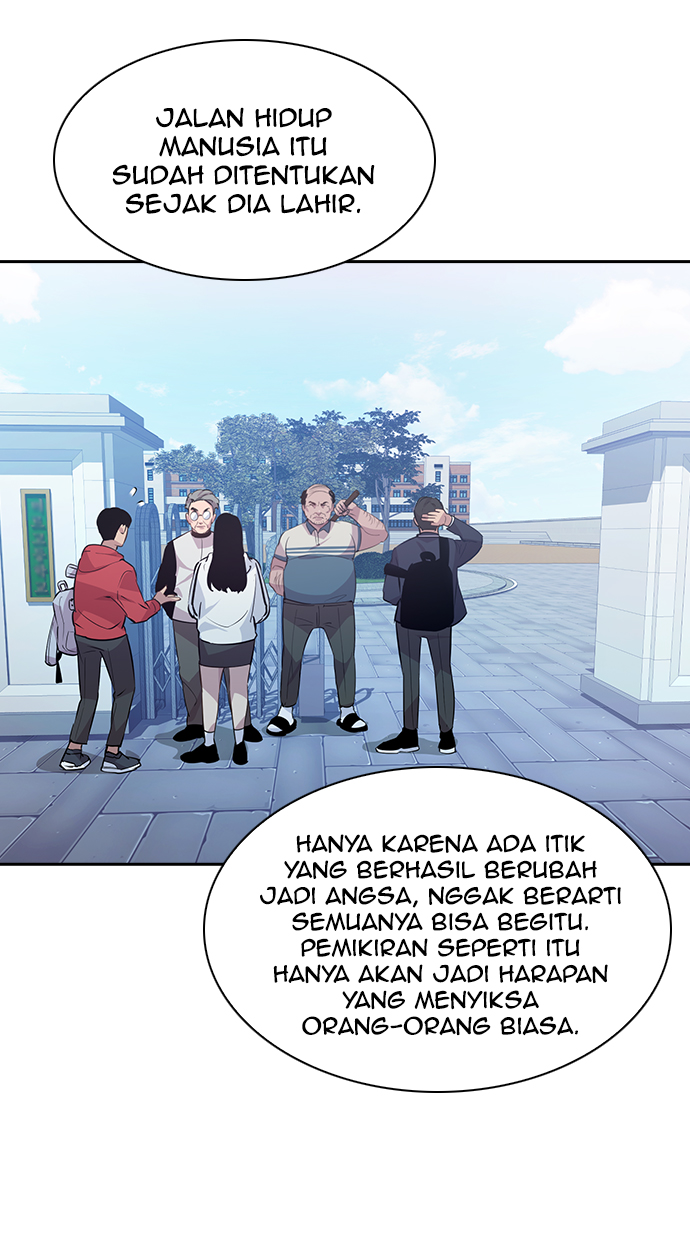 JALAN HIDUP
MANUSIA ITU
SUDAH DITENTUKAN
SEJAK DIA LAHIR.
HANYA KARENA ADA ITIK
YANG BERHASIL BERUBAH
JADI ANGSA, NGGAK BERARTI
SEMUANYA BISA BEGITU.
PEMIKIRAN SEPERTI ITU
HANYA AKAN JADI HARAPAN
YANG MENYIKSA
ORANG-ORANG BIASA.